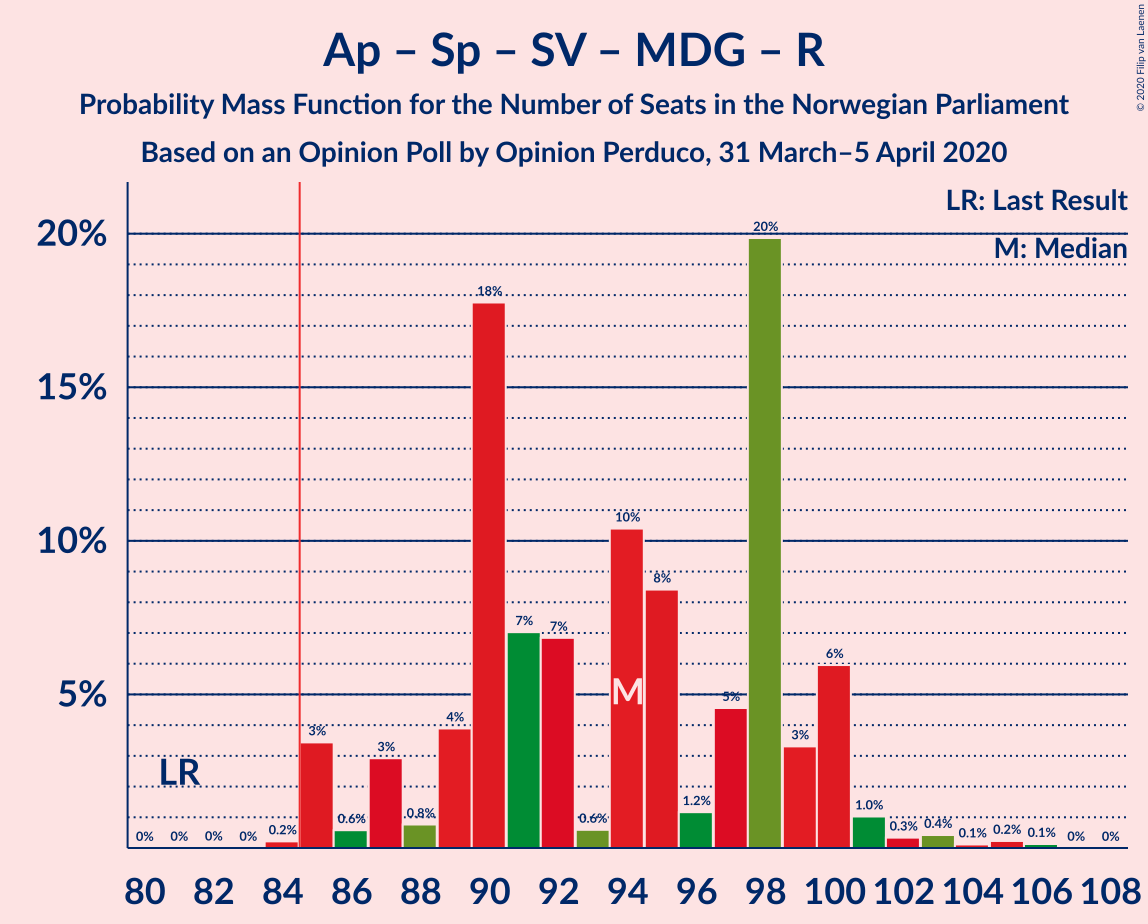 Ap – Sp – SV – MDG – R
Probability Mass Function for the Number of Seats in the Norwegian Parliament
Based on an Opinion Poll by Opinion Perduco, 31 March–5 April 2020
© 2020 Filip van Laenen
LR: Last Result
M: Median
20%
15%
10%
5%
LR
M
0% 0% 0% 0% 0.2% 3% 0.6% 3% 0.8% 4% 18% 7% 7% 0.6% 10% 8% 1.2% 5% 20% 3% 6% 1.0% 0.3% 0.4% 0.1% 0.2% 0.1% 0% 0%
80 82 84 86 88 90 92 94 96 98 100 102 104 106 108